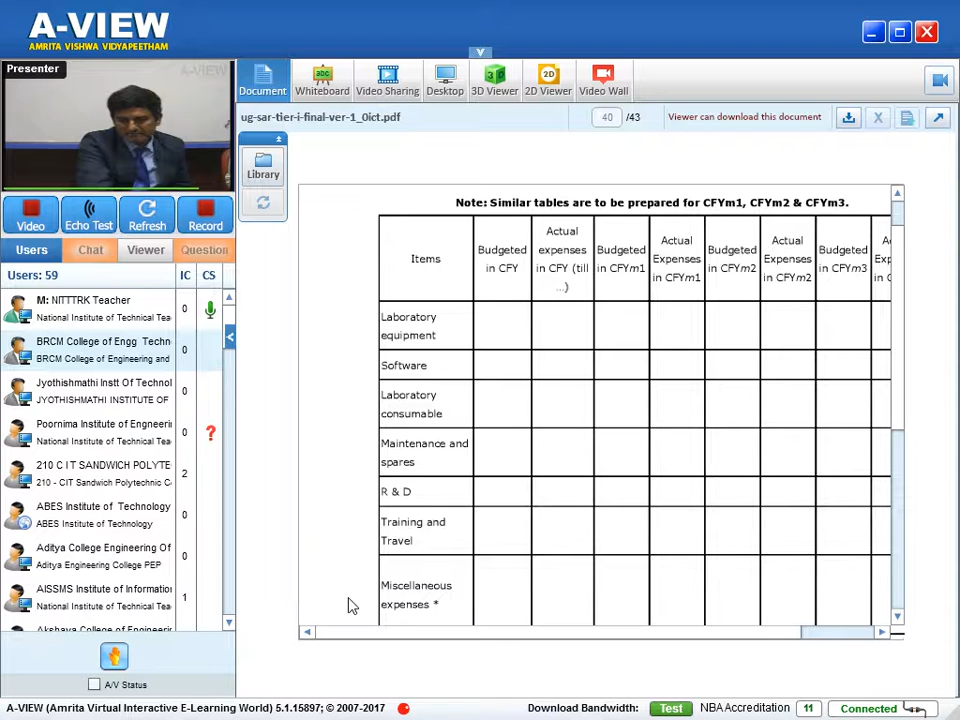 A-VIEW
AMRITA VISHWA VIDYAPEETHAM
Presenter
A-VIEW
Document
Whiteboard
abc
Video Sharing
Desktop
3D
3D Viewer
2D
2D Viewer
Video Wall
ug-sar-tier-i-final-ver-1_0ict.pdf
40 /43
Viewer can download this document
Library
Video
Echo Test
Refresh
Record
Users
Chat
Viewer
Question
Users: 59
IC
CS
M: NITTTRK Teacher
National Institute of Technical Tea
0
BRCM College of Engg Techn
BRCM College of Engineering and
0
Jyothishmathi Instt Of Technol
JYOTHISHMATHI INSTITUTE OF
0
Poornima Institute of Engneeri
National Institute of Technical Tea
0
?
210 C I T SANDWICH POLYTE
210 - CIT Sandwich Polytechnic C
2
ABES Institute of Technology
ABES Institute of Technology
0
Aditya College Engineering Of
Aditya Engineering College PEP
0
AISSMS Institute of Informatio
National Institute of Technical Tea
1
Akshaya College of Engineerin
A/V Status
Note: Similar tables are to be prepared for CFYm1, CFYm2 & CFYm3.
Items
Budgeted
in CFY
Actual
expenses
in CFY (till
...)
Budgeted
in CFYm1
Actual
Expenses
in CFYm1
Budgeted
in CFYm2
Actual
Expenses
in CFYm2
Budgeted
in CFYm3
Laboratory
equipment
Software
Laboratory
consumable
Maintenance and
spares
R & D
Training and
Travel
Miscellaneous
expenses *
A-VIEW (Amrita Virtual Interactive E-Learning World) 5.1.15897; © 2007-2017
Download Bandwidth:
Test
NBA Accreditation
11
Connected